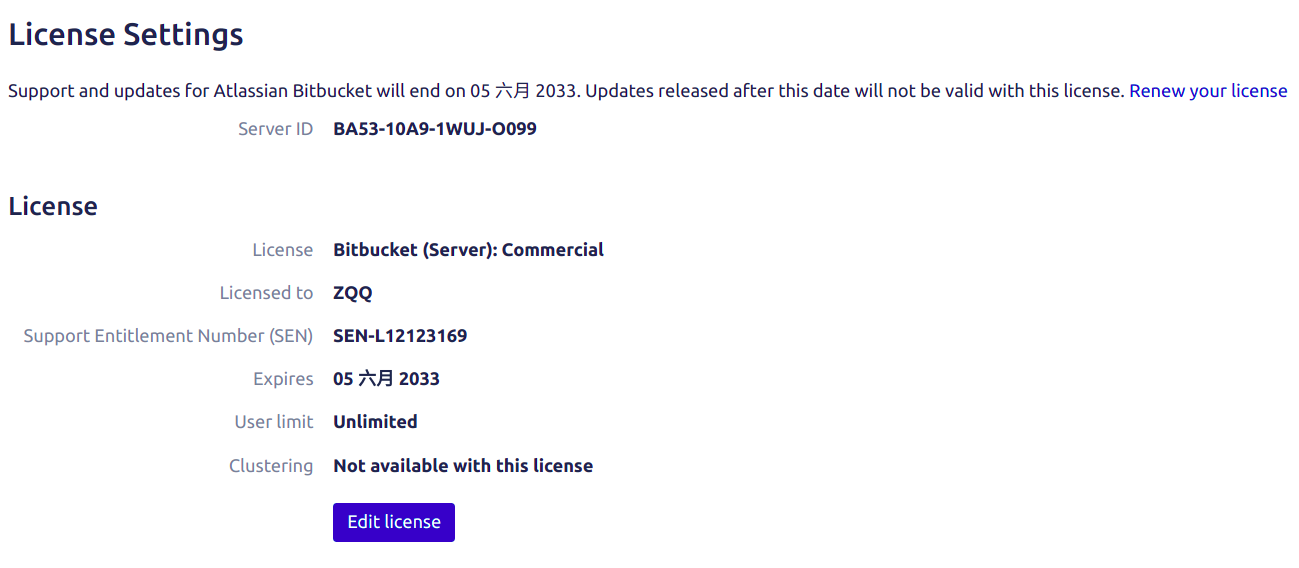 License Settings
Support and updates for Atlassian Bitbucket will end on 05 六月 2033. Updates released after this date will not be valid with this license. Renew your license
Server ID BA53-10A9-1WUJ-O099
License
License Bitbucket (Server): Commercial
Licensed to ZQQ
Support Entitlement Number (SEN) SEN-L12123169
Expires 05 六月 2033
User limit Unlimited
Clustering Not available with this license
Edit license